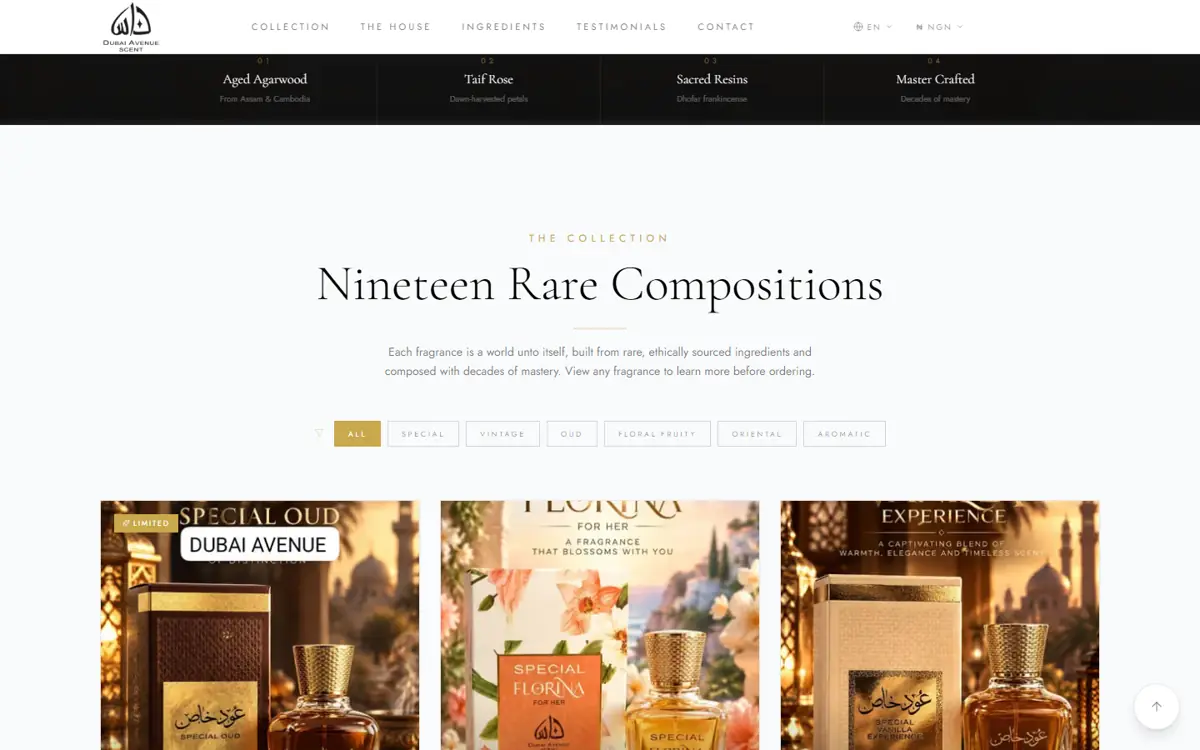 داس
DUBAI AVENUE
SCENT
COLLECTION
THE HOUSE
INGREDIENTS
TESTIMONIALS
CONTACT
EN
₦ NGN
01
02
03
04
Aged Agarwood
Taif Rose
Sacred Resins
Master Crafted
From Assam & Cambodia
Dawn-harvested petals
Dhofar frankincense
Decades of mastery
THE COLLECTION
Nineteen Rare Compositions
Each fragrance is a world unto itself, built from rare, ethically sourced ingredients and
composed with decades of mastery. View any fragrance to learn more before ordering.
ALL
SPECIAL
VINTAGE
OUD
FLORAL FRUITY
ORIENTAL
AROMATIC
LIMITED
SPECIAL OUD
DUBAI AVENUE
OF DISTINCTION
عود خاص
SPECIAL OUD
FLORINA
FOR HER
A FRAGRANCE
THAT BLOSSOMS WITH YOU
SPECIAL
FLORINA
FOR HER
DUBAI AVENUE
SPECIAL
EXPERIENCE
A CAPTIVATING BLEND OF
WARMTH, ELEGANCE AND TIMELESS SCENT
عود خاص
SPECIAL
VANILLA
EXPERIENCE
عود خاص